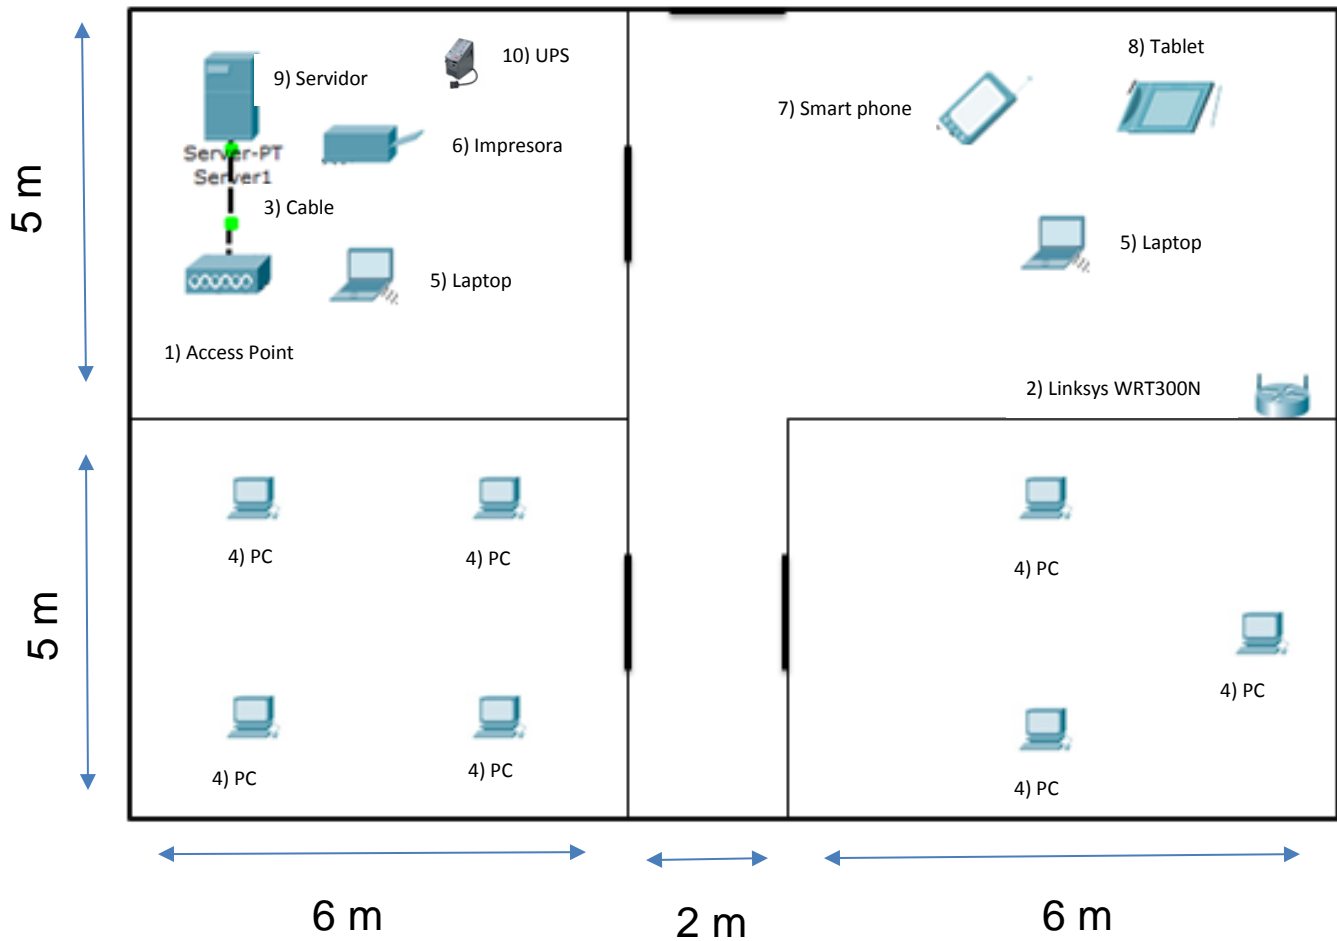 10) UPS
8) Tablet
9) Servidor
7) Smart phone
6) Impresora
Server-PT
Server1
3) Cable
5 m
5) Laptop
5) Laptop
1) Access Point
2) Linksys WRT300N
4) PC
4) PC
4) PC
5 m
4) PC
4) PC
4) PC
4) PC
6 m
2 m
6 m